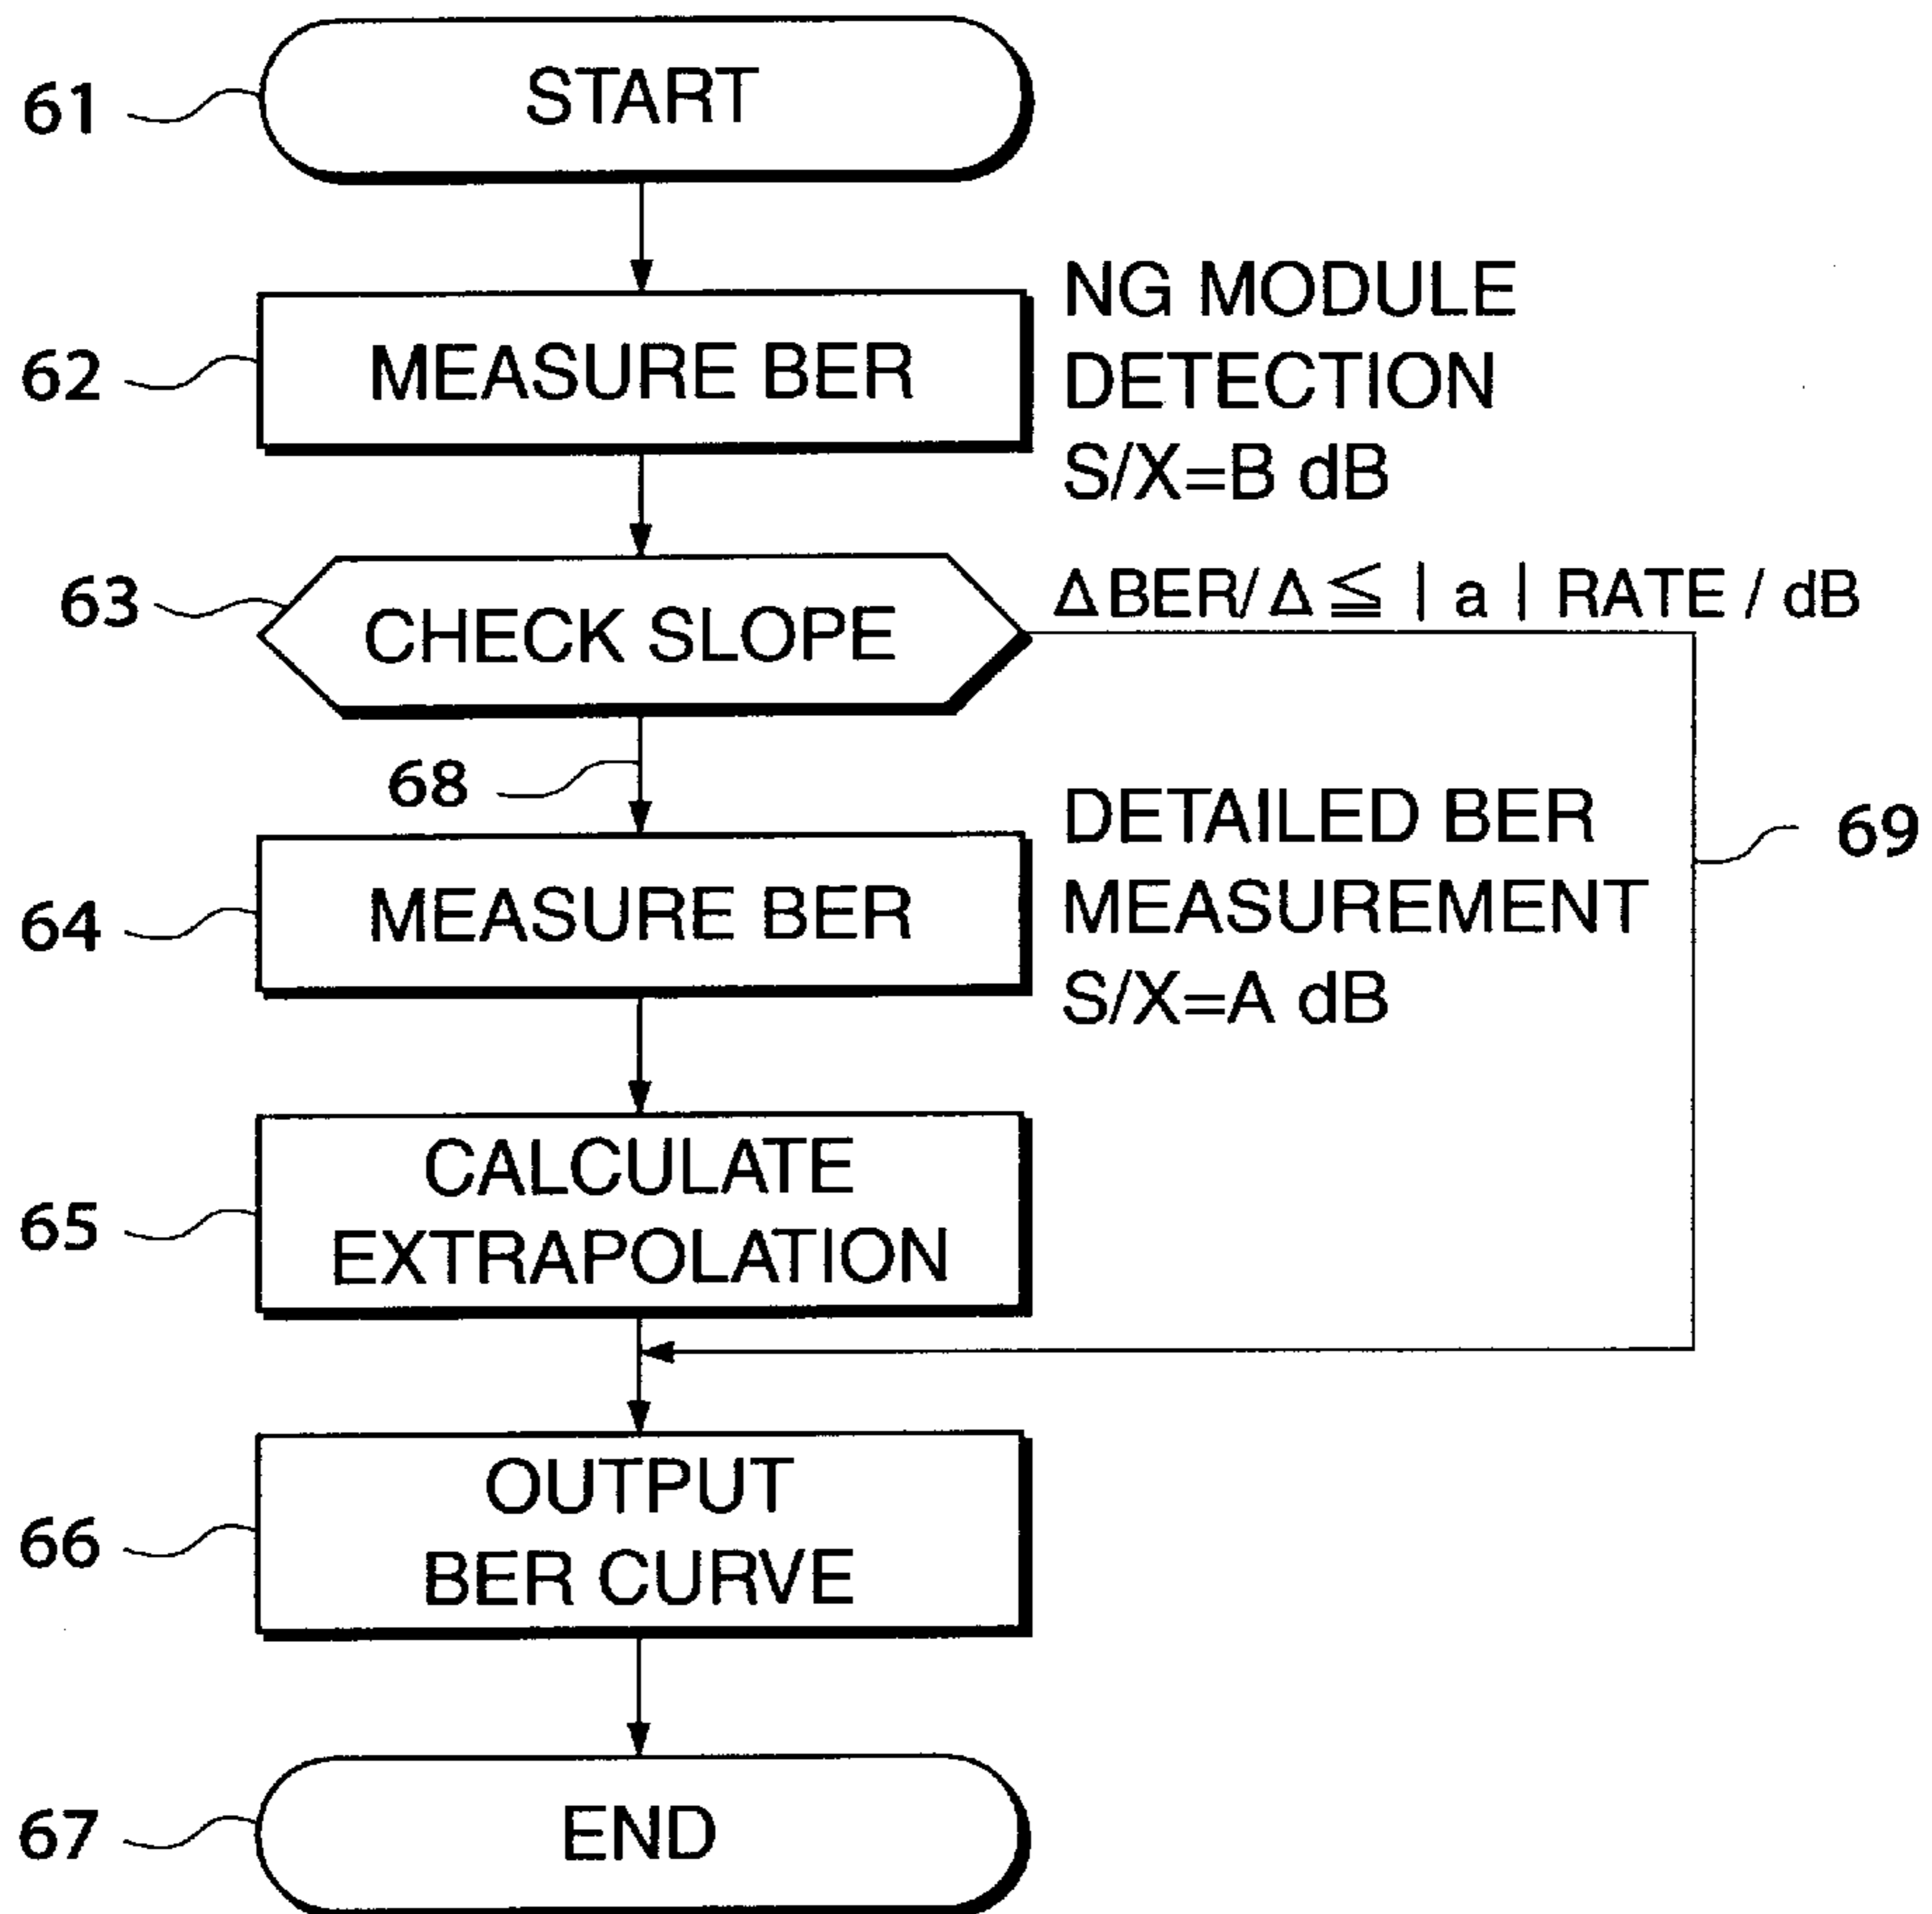 61
START
62
MEASURE BER
NG MODULE
DETECTION
S/X=B dB
63
CHECK SLOPE
Δ BER/ Δ ≦ | a | RATE / dB
68
64
MEASURE BER
DETAILED BER
MEASUREMENT
S/X=A dB
69
65
CALCULATE
EXTRAPOLATION
66
OUTPUT
BER CURVE
67
END